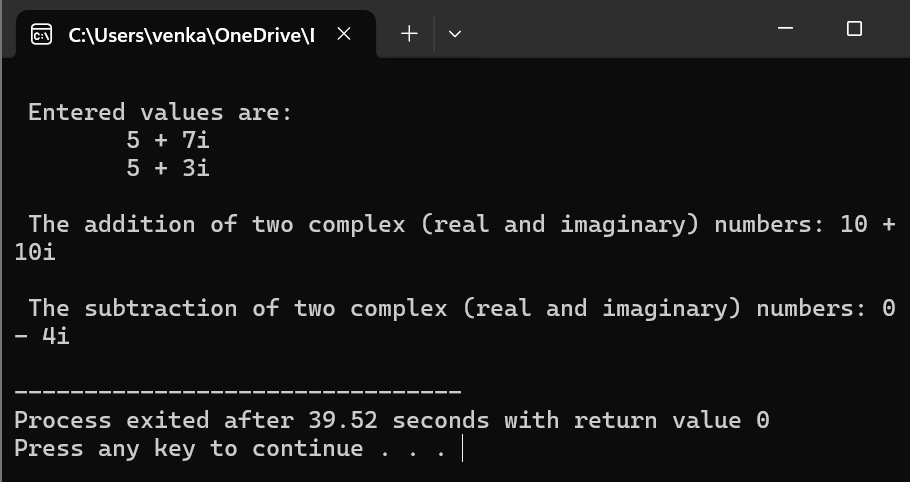 C:\Users\venka\OneDrive\I
Entered values are:
5 + 7i
5 + 3i
The addition of two complex (real and imaginary) numbers: 10 +
10i
The subtraction of two complex (real and imaginary) numbers: 0
- 4i
--------------------------------
Process exited after 39.52 seconds with return value 0
Press any key to continue . . .